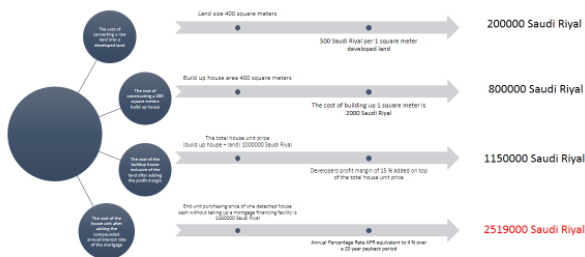 Land size 400 square meters
200000 Saudi Riyal
The cost of
converting a raw
land into a
developed land
500 Saudi Riyal per 1 square meter
developed land
Build up house area 400 square meters
800000 Saudi Riyal
The cost of
constructing a 400
square meters
build up house
The cost of building up 1 square meter is
2000 Saudi Riyal
The total house unit price
(build up house + land) 1000000 Saudi Riyal
1150000 Saudi Riyal
The cost of the
buildup house
inclusive of the
land after adding
the profit margin
Developers profit margin of 15 % added on top
of the total house unit price
End unit purchasing price of one detached house
cash without taking up a mortgage financing facility is
Saudi Riyal
2519000 Saudi Riyal
The cost of the
house unit after
adding the
compounded
annual interest rate
of the mortgage
Annual Percentage Rate APR equivalent to 4 % over
a 20 year payback period